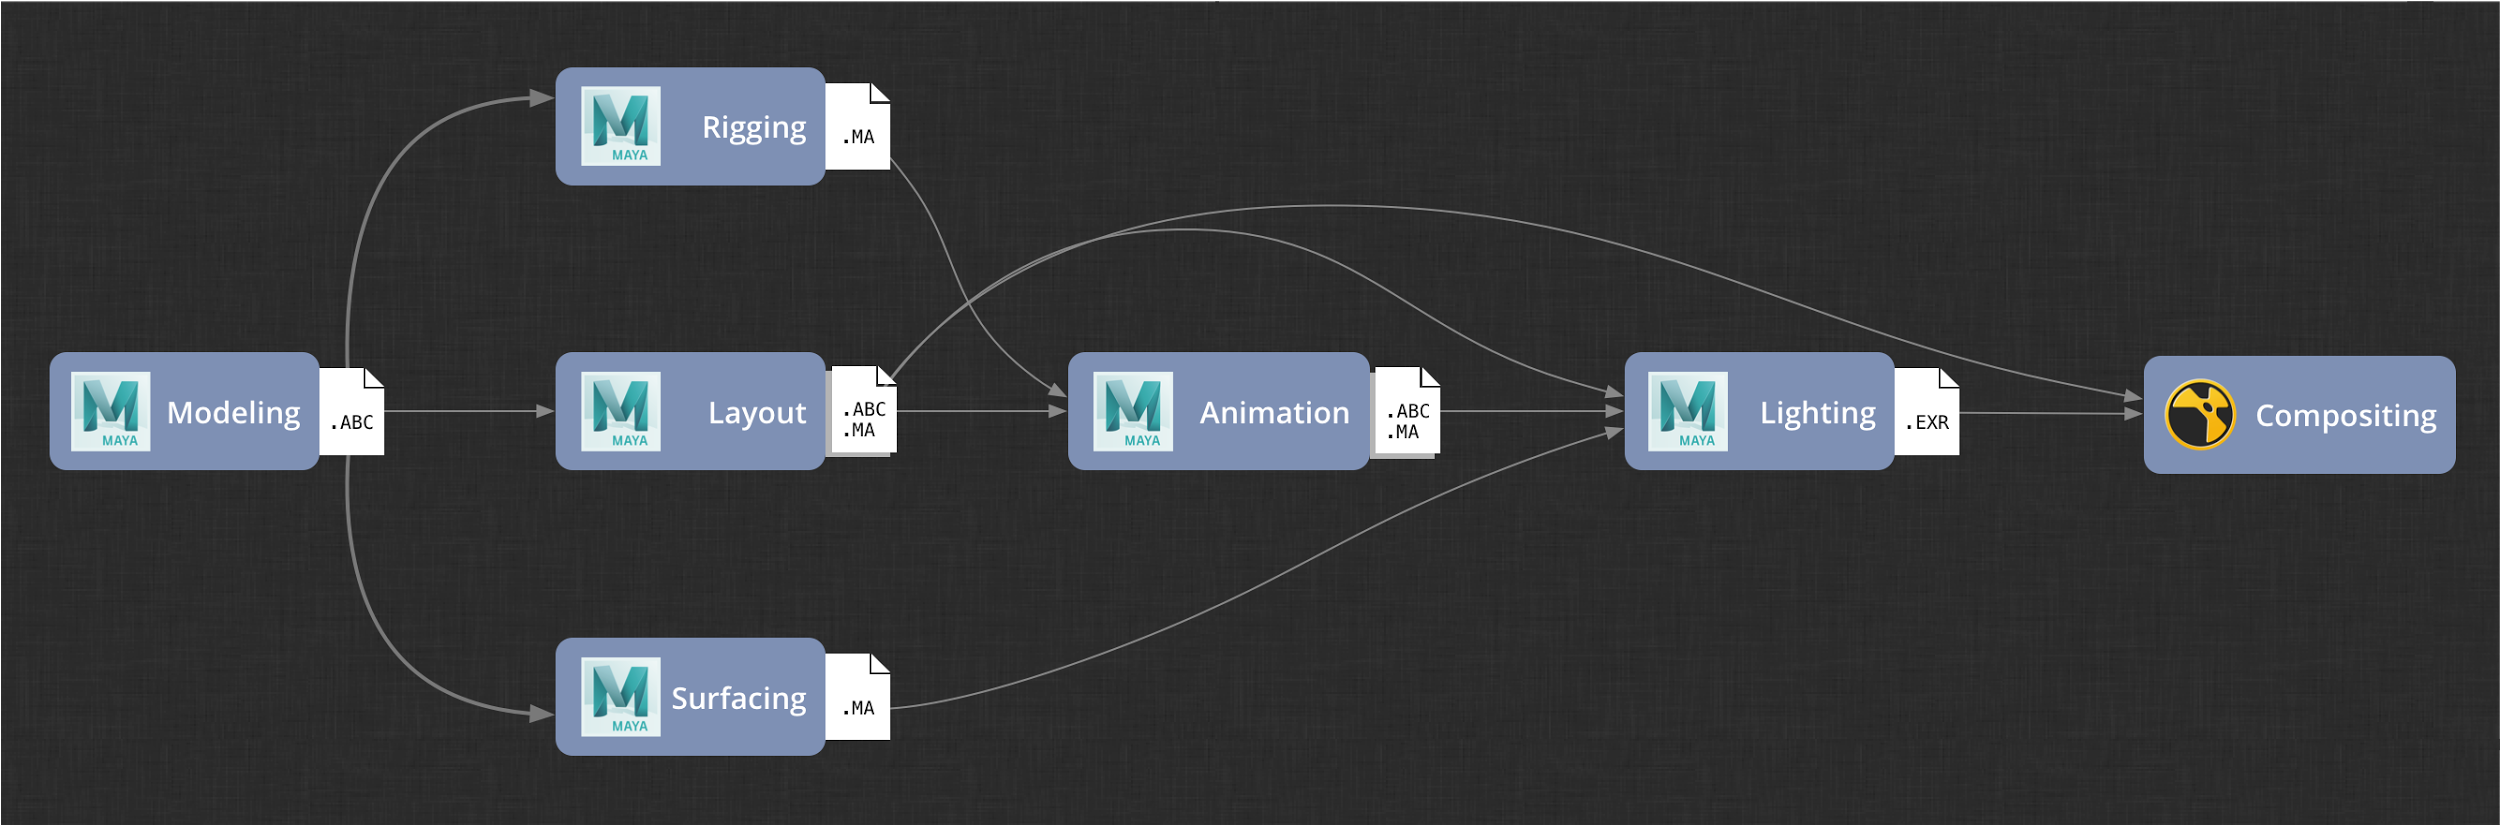 MAYA
Rigging
.MA
MAYA
Modeling
.ABC
MAYA
Layout
.ABC
.MA
MAYA
Animation
.ABC
.MA
MAYA
Lighting
.EXR
Compositing
MAYA
Surfacing
.MA